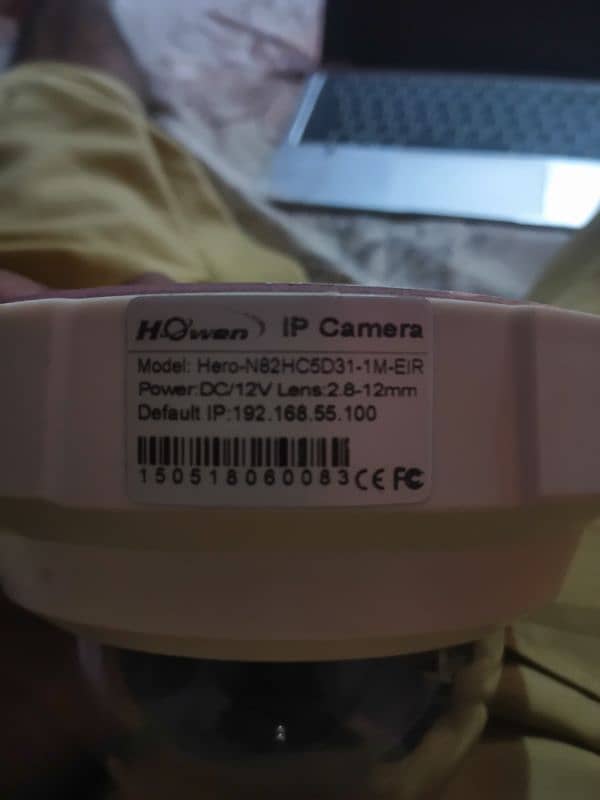 Howen IP Camera
Model: Hero-N82HC5D31-1M-EIR
Power:DC/12V Lens:2.8-12mm
Default IP:192.168.55.100
150518060083 CE FC